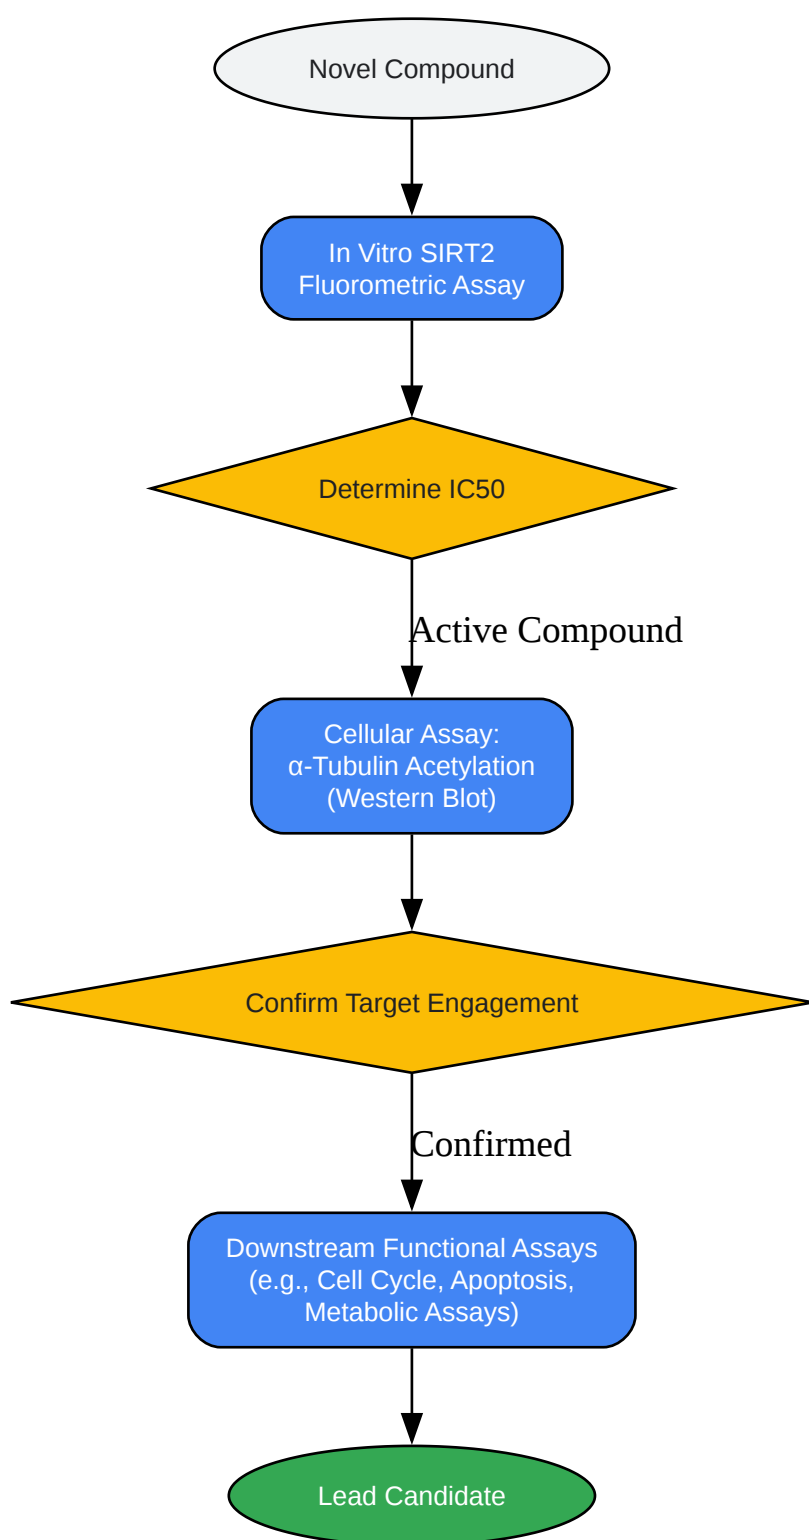 Novel Compound
In Vitro SIRT2
Fluorometric Assay
Determine IC50
Active Compound
Cellular Assay:
α-Tubulin Acetylation
(Western Blot)
Confirm Target Engagement
Confirmed
Downstream Functional Assays
(e.g., Cell Cycle, Apoptosis,
Metabolic Assays)
Lead Candidate